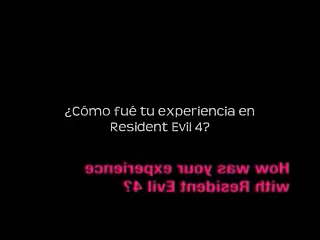 ¿Cómo fué tu experiencia en
Resident Evil 4?
How was your experience
with Resident Evil 4?